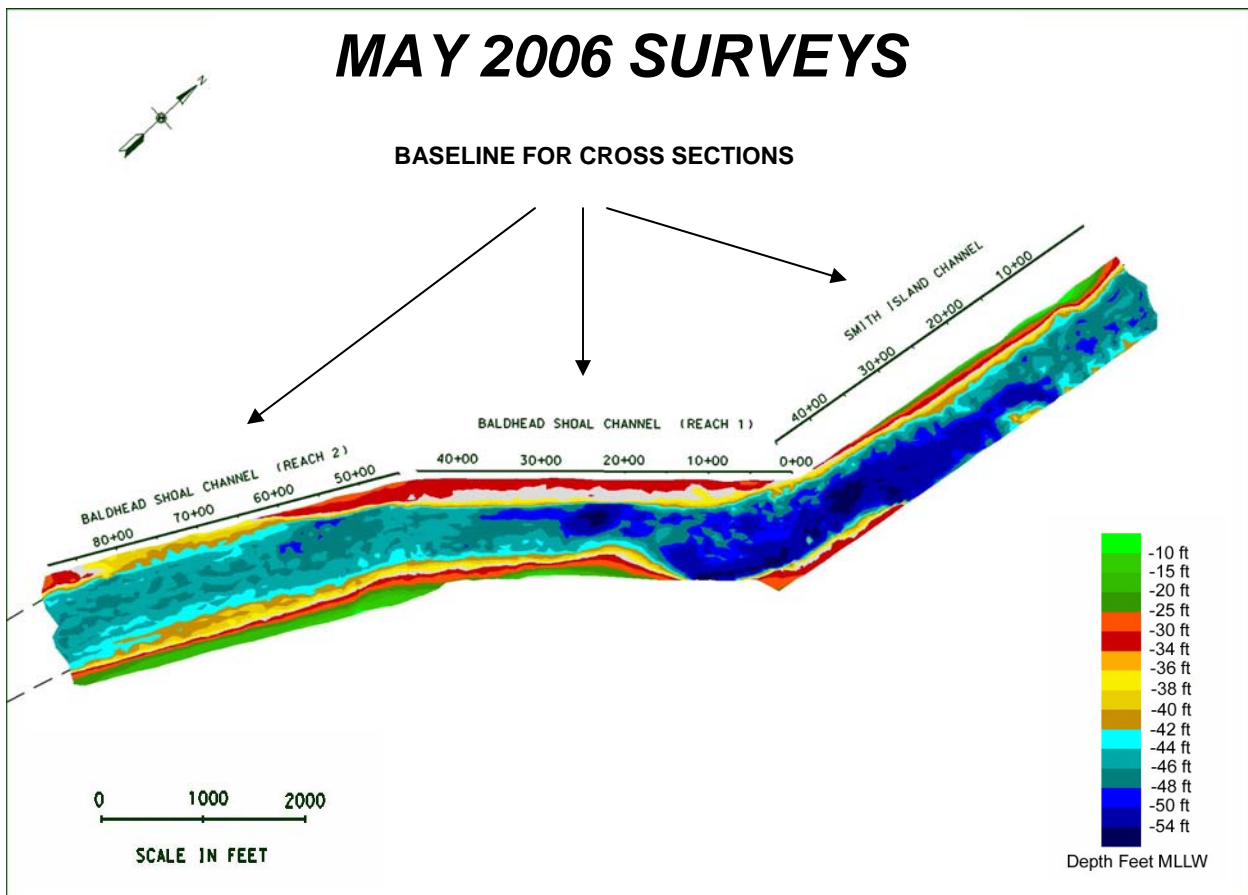 MAY 2006 SURVEYS
N
BASELINE FOR CROSS SECTIONS
SMITH ISLAND CHANNEL
10+00
20+00
30+00
40+00
BALDHEAD SHOAL CHANNEL (REACH 1)
40+00 30+00 20+00 10+00 0+00
BALDHEAD SHOAL CHANNEL (REACH 2)
80+00 70+00 60+00 50+00
-10 ft
-15 ft
-20 ft
-25 ft
-30 ft
-34 ft
-36 ft
-38 ft
-40 ft
-42 ft
-44 ft
-46 ft
-48 ft
-50 ft
-54 ft
Depth Feet MLLW
0 1000 2000
SCALE IN FEET